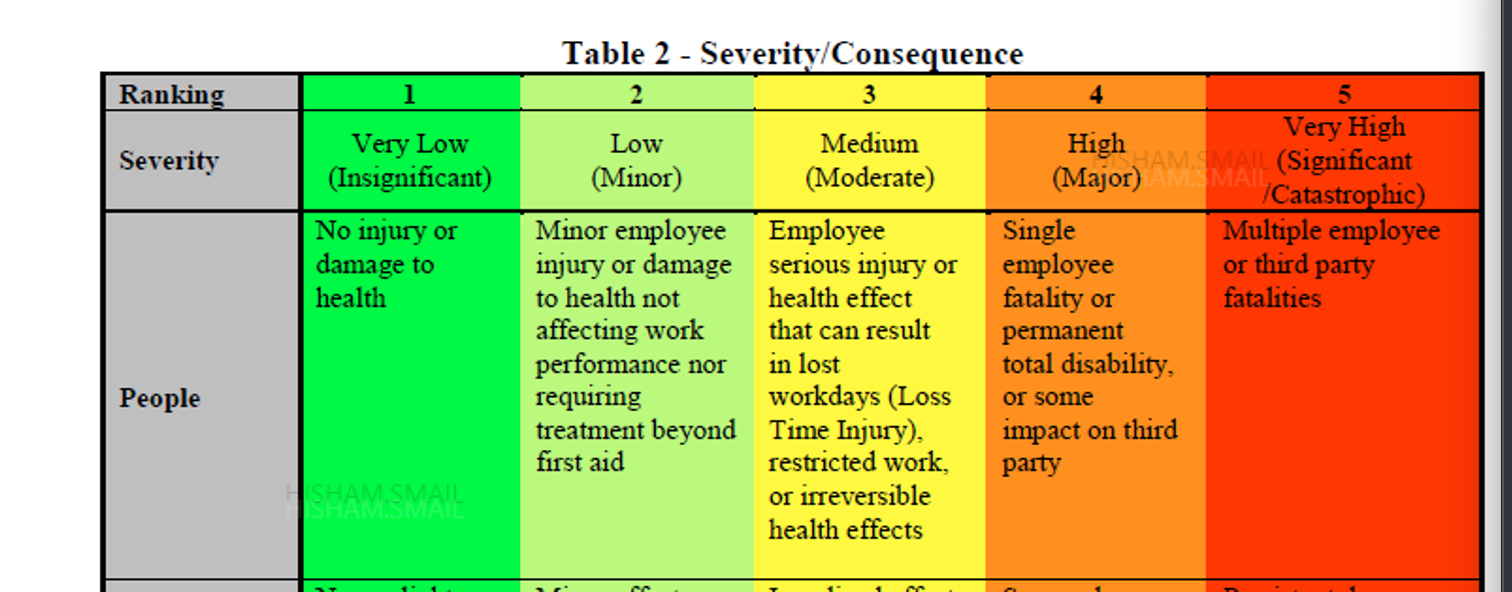 Table 2 - Severity/Consequence
Ranking 1 2 3 4 5
Severity
Very Low
(Insignificant)
Low
(Minor)
Medium
(Moderate)
High
(Major)
Very High
(Significant
/Catastrophic)
People
No injury or
damage to
health
Minor employee
injury or damage
to health not
affecting work
performance nor
requiring
treatment beyond
first aid
Employee
serious injury or
health effect
that can result
in lost
workdays (Loss
Time Injury),
restricted work,
or irreversible
health effects
Single
employee
fatality or
permanent
total disability,
or some
impact on third
party
Multiple employee
or third party
fatalities
HISHAM.SMAIL
HISHAM.SMAIL
HISHAM.SMAIL
HISHAM.SMAIL